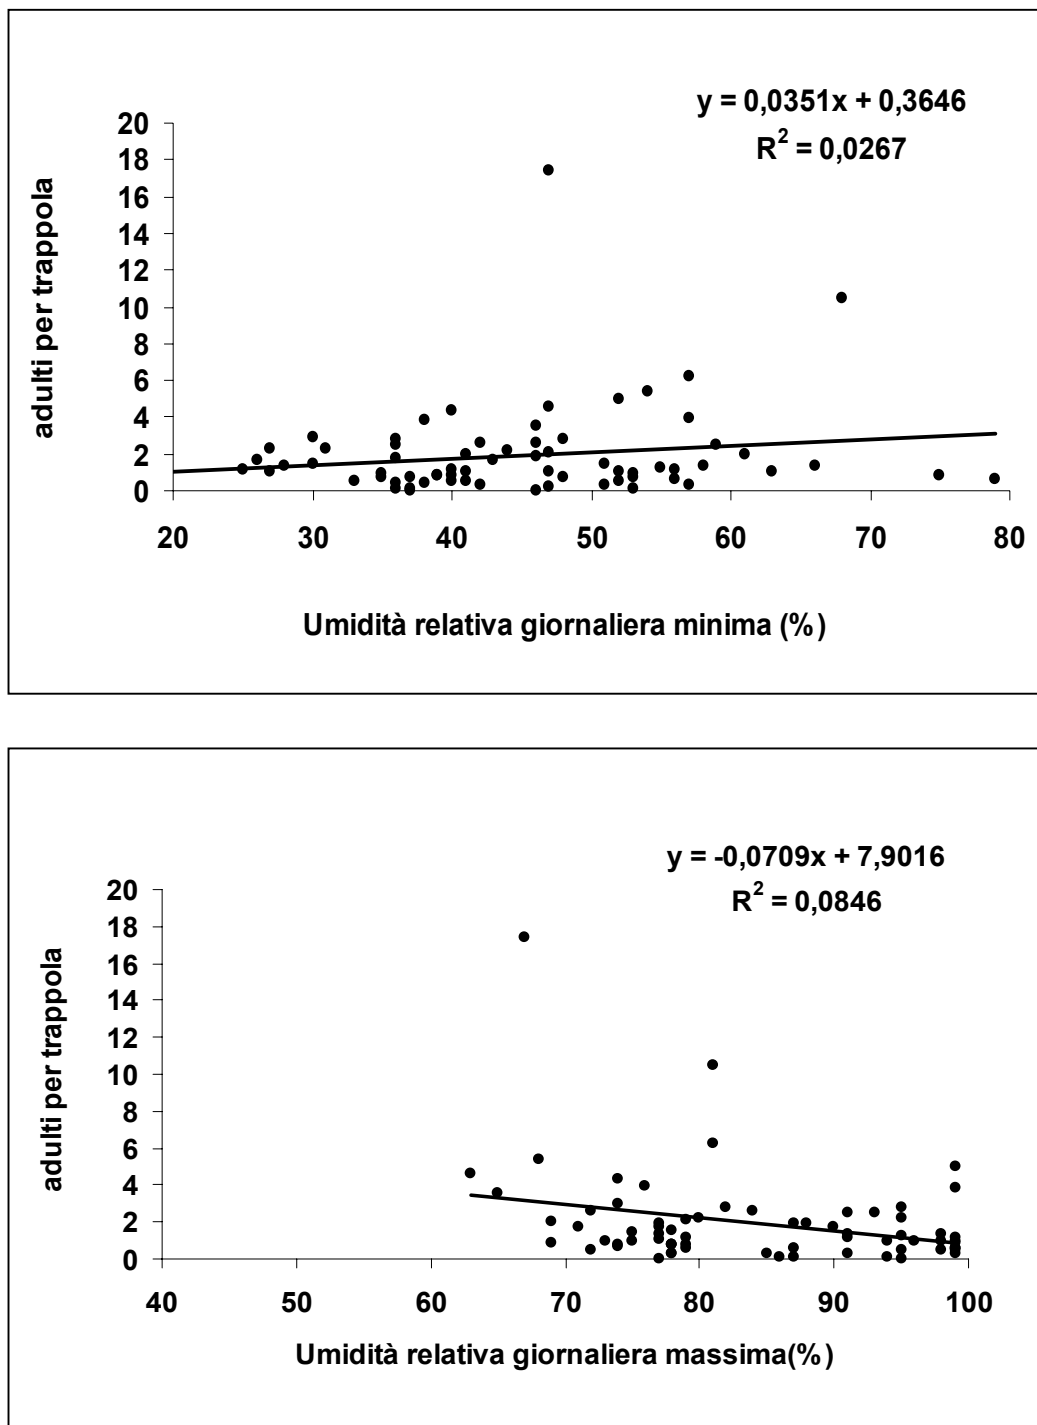 y = 0,0351x + 0,3646
R² = 0,0267
20
18
16
14
12
10
8
6
4
2
0
adulti per trappola
20 30 40 50 60 70 80
Umidità relativa giornaliera minima (%)
y = -0,0709x + 7,9016
R² = 0,0846
20
18
16
14
12
10
8
6
4
2
0
adulti per trappola
40 50 60 70 80 90 100
Umidità relativa giornaliera massima(%)